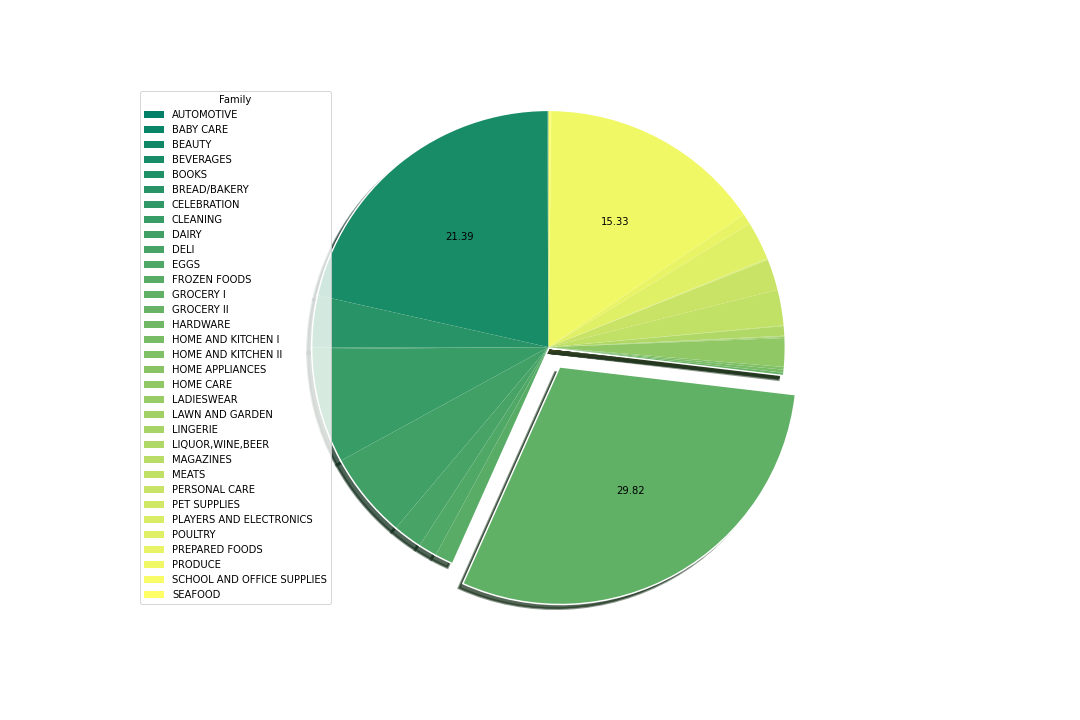 Family
AUTOMOTIVE
BABY CARE
BEAUTY
BEVERAGES
BOOKS
BREAD/BAKERY
CELEBRATION
CLEANING
DAIRY
DELI
EGGS
FROZEN FOODS
GROCERY I
GROCERY II
HARDWARE
HOME AND KITCHEN I
HOME AND KITCHEN II
HOME APPLIANCES
HOME CARE
LADIESWEAR
LAWN AND GARDEN
LINGERIE
LIQUOR,WINE,BEER
MAGAZINES
MEATS
PERSONAL CARE
PET SUPPLIES
PLAYERS AND ELECTRONICS
POULTRY
PREPARED FOODS
PRODUCE
SCHOOL AND OFFICE SUPPLIES
SEAFOOD
21.39
15.33
29.82